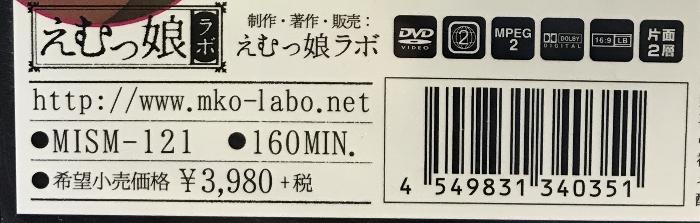 えむっ娘ラボ
制作・著作・販売：
えむっ娘ラボ
DVD VIDEO
2
MPEG 2
DOLBY DIGITAL
16:9 LB
片面2層
http://www.mko-labo.net
●MISM-121 ●160MIN.
●希望小売価格 ￥3,980+税
4 549831 340351